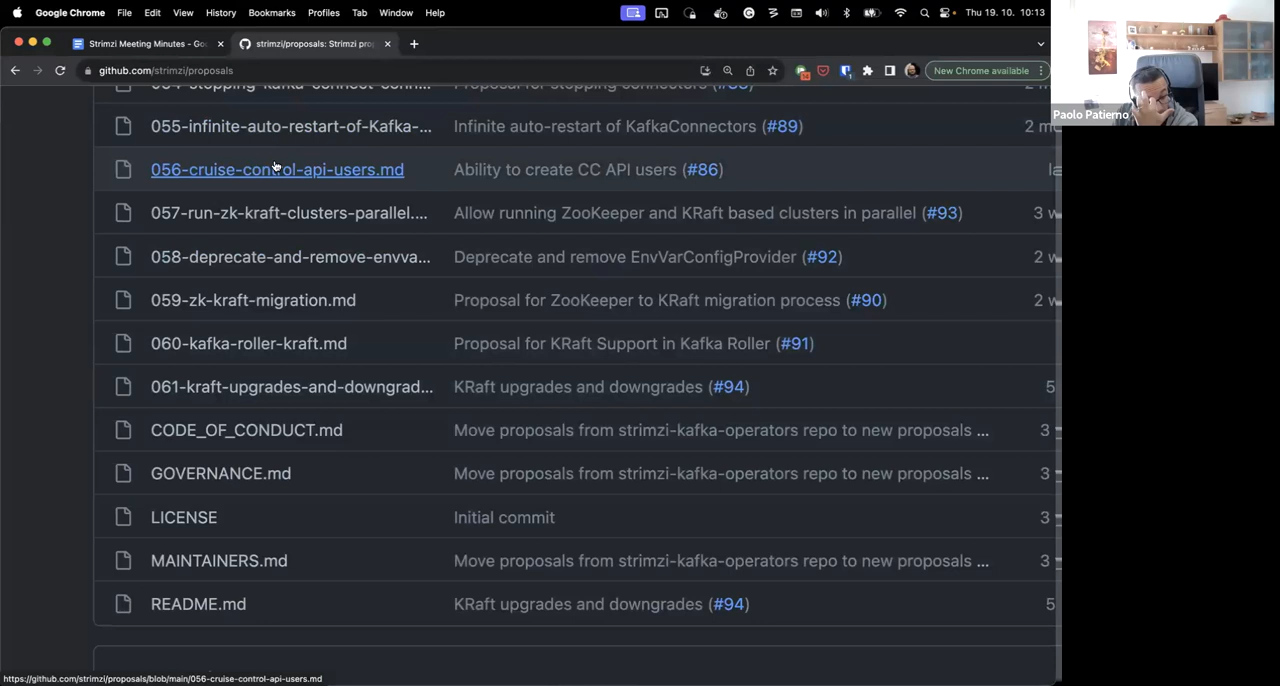 Google Chrome File Edit View History Bookmarks Profiles Tab Window Help Thu 19. 10. 10:13
Strimzi Meeting Minutes - Go strimzi/proposals: Strimzi pro
github.com/strimzi/proposals New Chrome available
055-infinite-auto-restart-of-Kafka-... Infinite auto-restart of KafkaConnectors (#89) 2 m
056-cruise-control-api-users.md Ability to create CC API users (#86) la
057-run-zk-kraft-clusters-parallel.... Allow running ZooKeeper and KRaft based clusters in parallel (#93) 3 w
058-deprecate-and-remove-envva... Deprecate and remove EnvVarConfigProvider (#92) 2 w
059-zk-kraft-migration.md Proposal for ZooKeeper to KRaft migration process (#90) 2 w
060-kafka-roller-kraft.md Proposal for KRaft Support in Kafka Roller (#91)
061-kraft-upgrades-and-downgrad... KRaft upgrades and downgrades (#94) 5
CODE_OF_CONDUCT.md Move proposals from strimzi-kafka-operators repo to new proposals ... 3
GOVERNANCE.md Move proposals from strimzi-kafka-operators repo to new proposals ... 3
LICENSE Initial commit 3
MAINTAINERS.md Move proposals from strimzi-kafka-operators repo to new proposals ... 3
README.md KRaft upgrades and downgrades (#94) 5
https://github.com/strimzi/proposals/blob/main/056-cruise-control-api-users.md
Paolo Patierno